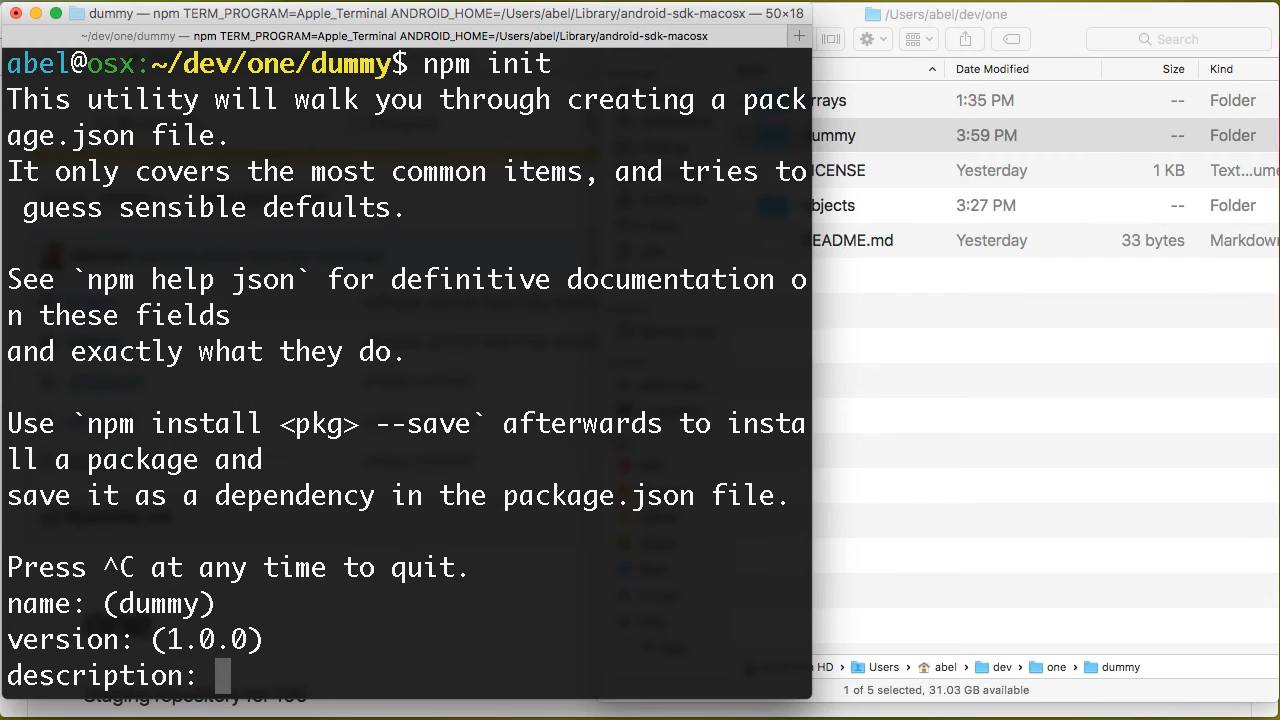 dummy — npm TERM_PROGRAM=Apple_Terminal ANDROID_HOME=/Users/abel/Library/android-sdk-macosx — 50×18
~/dev/one/dummy — npm TERM_PROGRAM=Apple_Terminal ANDROID_HOME=/Users/abel/Library/android-sdk-macosx
abel@osx:~/dev/one/dummy$ npm init
This utility will walk you through creating a pack
age.json file.
It only covers the most common items, and tries to
guess sensible defaults.
See `npm help json` for definitive documentation o
n these fields
and exactly what they do.
Use `npm install <pkg> --save` afterwards to insta
ll a package and
save it as a dependency in the package.json file.
Press ^C at any time to quit.
name: (dummy)
version: (1.0.0)
description:
/Users/abel/dev/one
Search
Date Modified Size Kind
rrays 1:35 PM -- Folder
ummy 3:59 PM -- Folder
ICENSE Yesterday 1 KB Text...ume
bjects 3:27 PM -- Folder
EADME.md Yesterday 33 bytes Markdow
HD Users abel dev one dummy
1 of 5 selected, 31.03 GB available